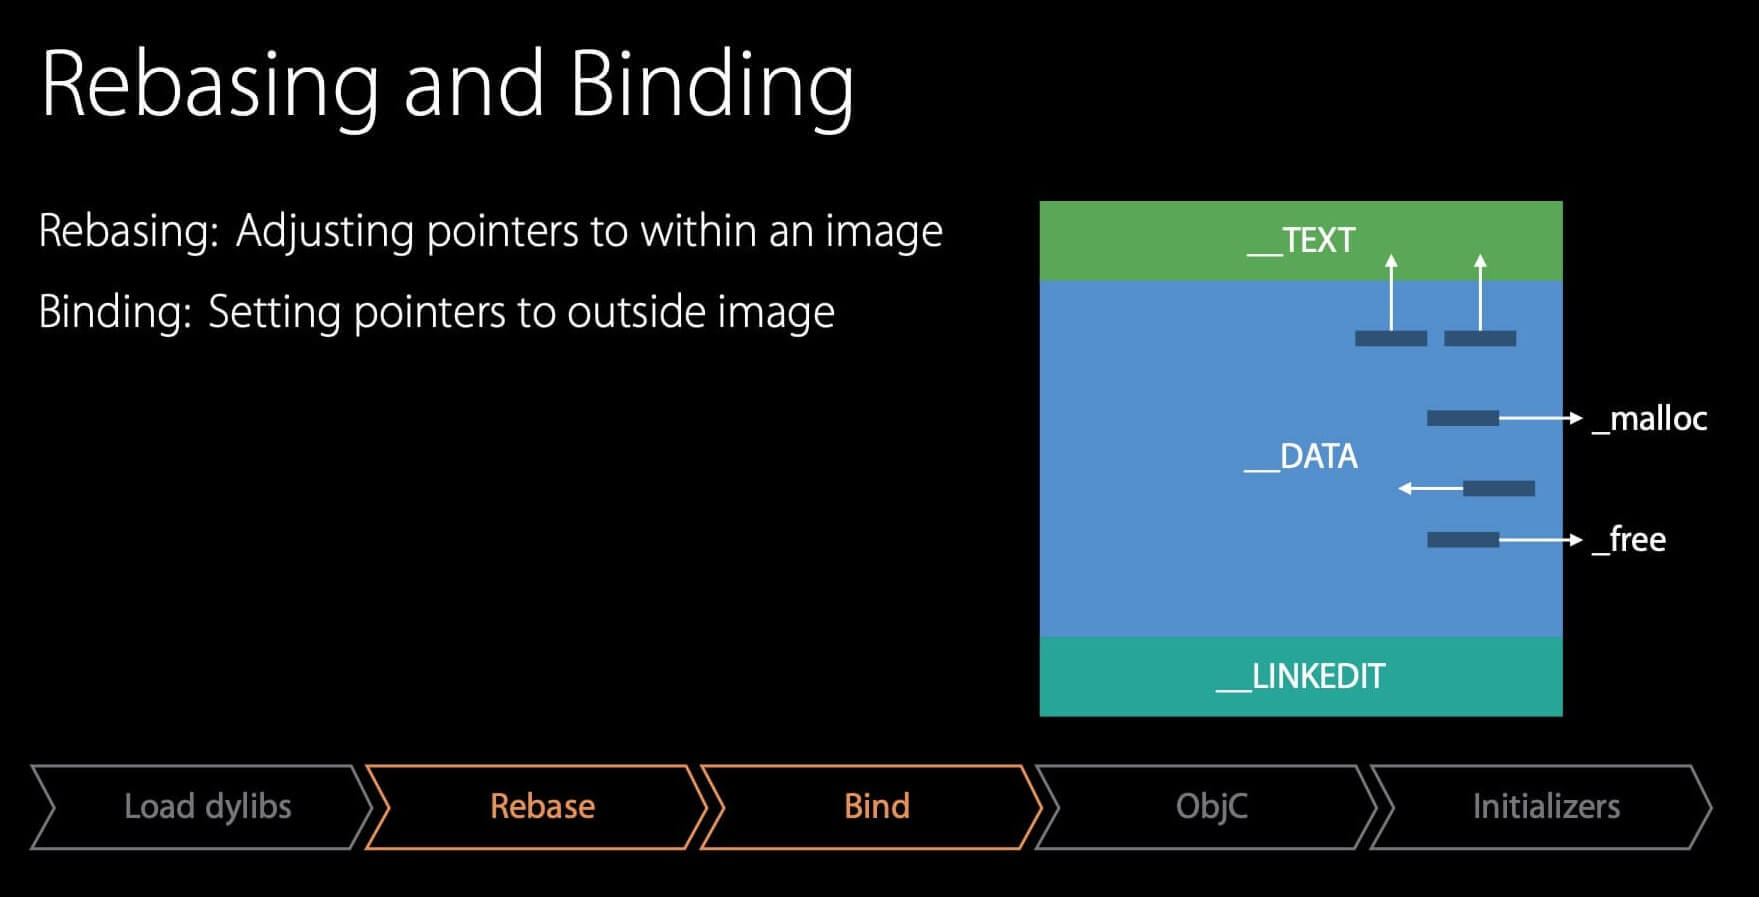 Rebasing and Binding
Rebasing: Adjusting pointers to within an image
Binding: Setting pointers to outside image
__TEXT
_malloc
__DATA
_free
__LINKEDIT
Load dylibs
Rebase
Bind
ObjC
Initializers